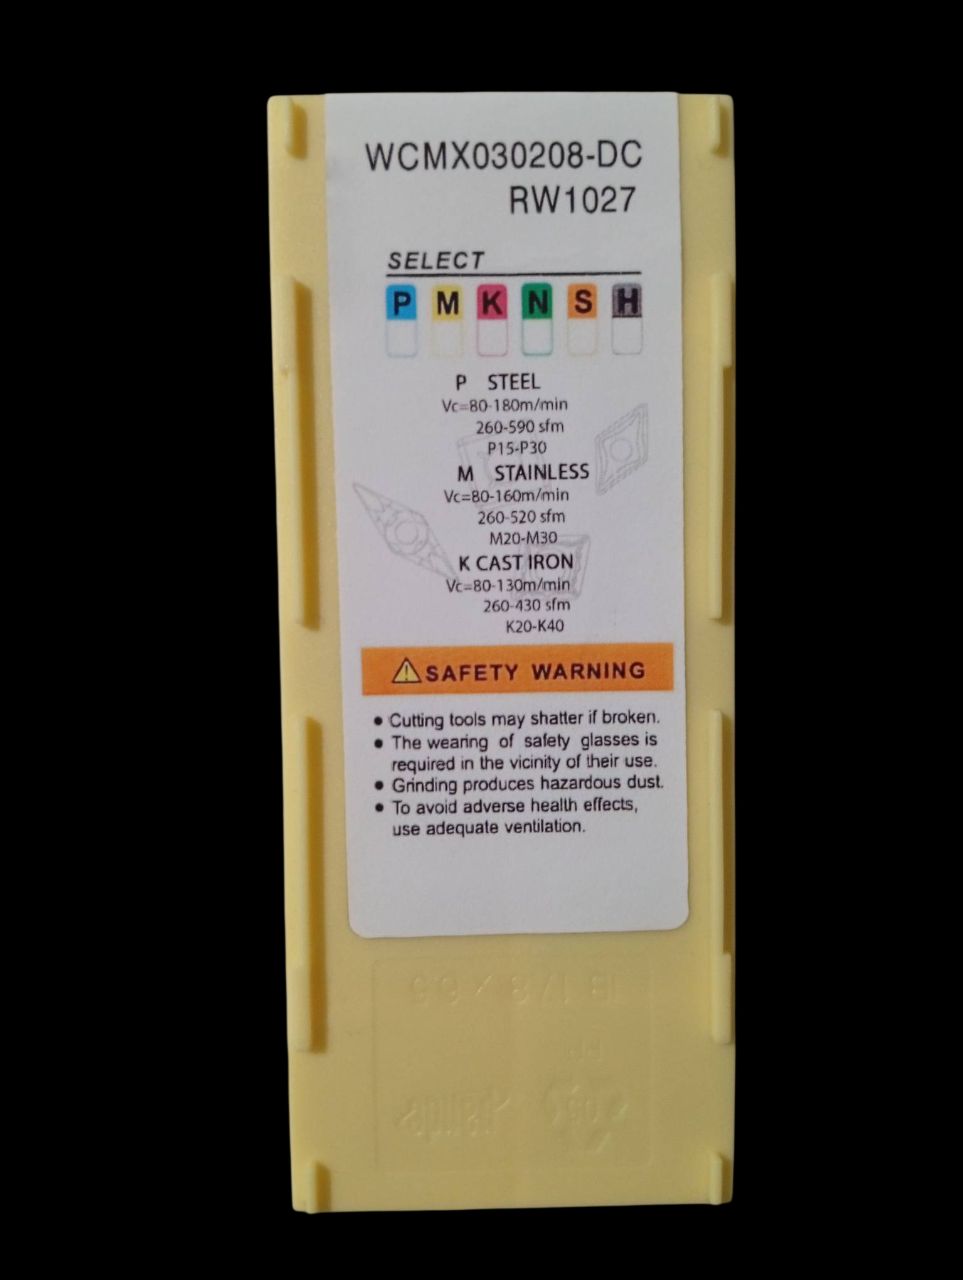 WCMX030208-DC
RW1027
SELECT
P M K N S H
P STEEL
Vc=80-180m/min
260-590 sfm
P15-P30
M STAINLESS
Vc=80-160m/min
260-520 sfm
M20-M30
K CAST IRON
Vc=80-130m/min
260-430 sfm
K20-K40
SAFETY WARNING
• Cutting tools may shatter if broken.
• The wearing of safety glasses is
required in the vicinity of their use.
• Grinding produces hazardous dust.
• To avoid adverse health effects,
use adequate ventilation.